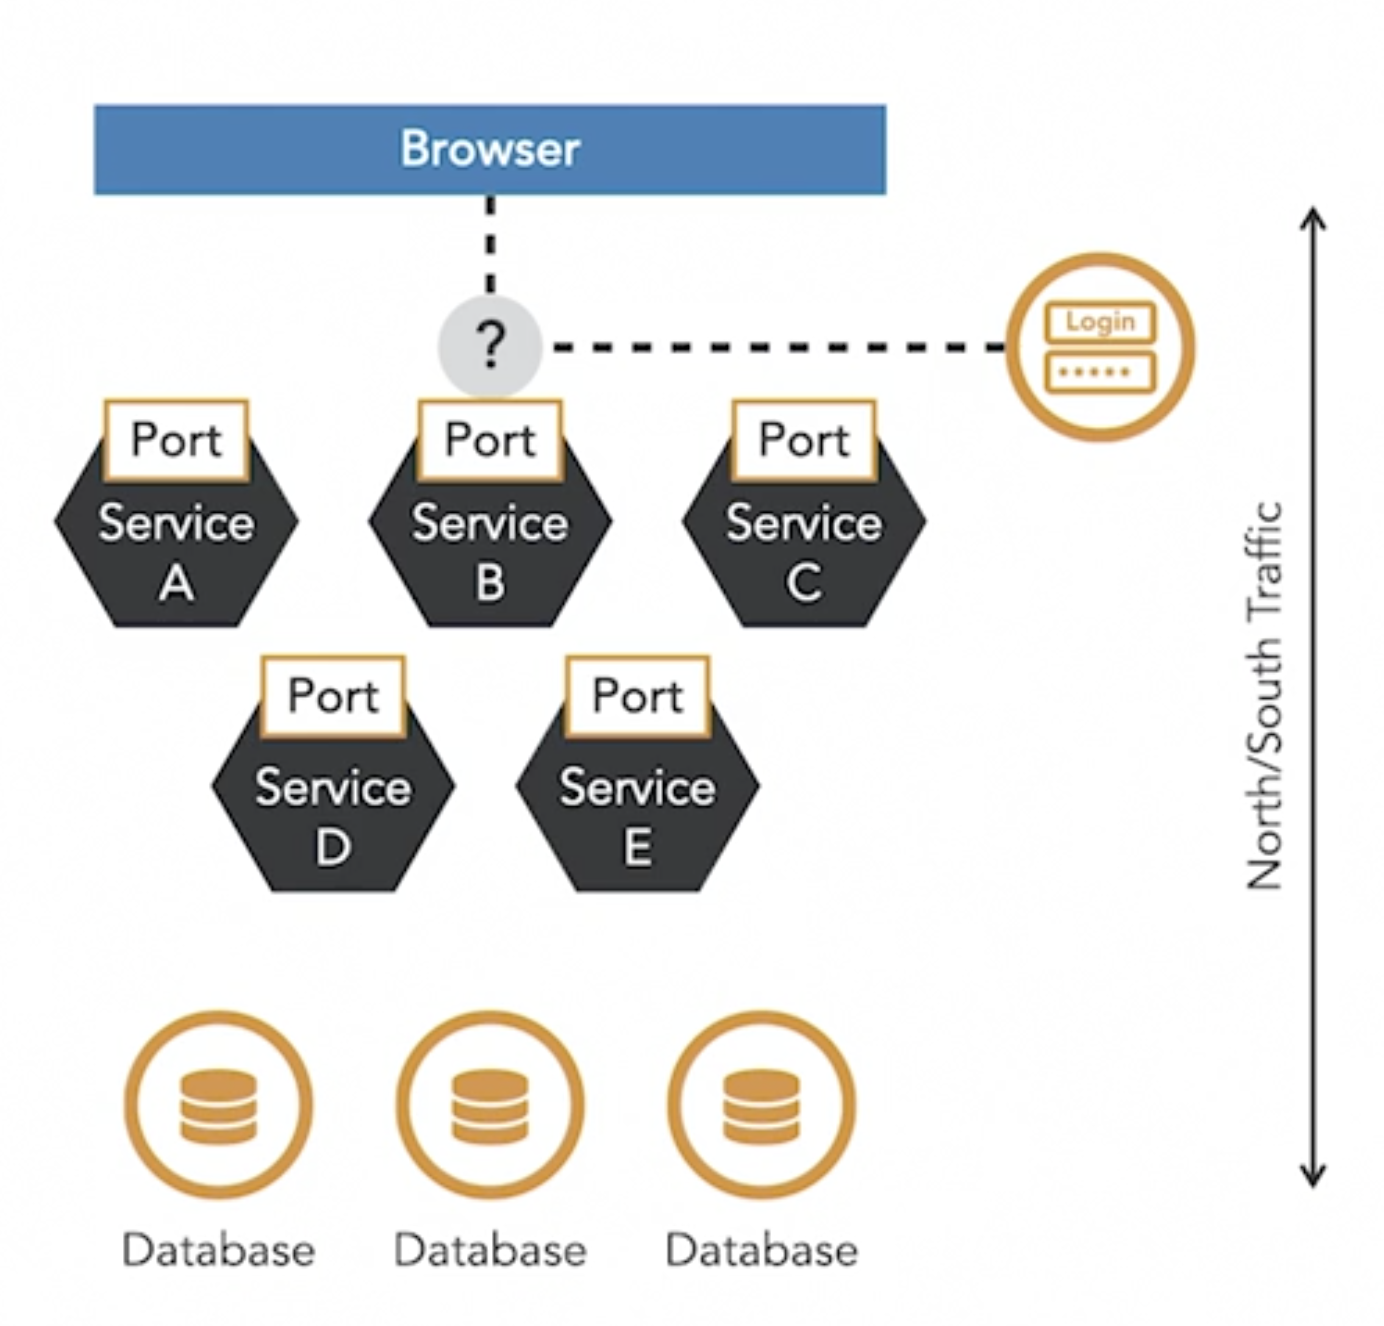 Browser
?
Login
Port
Port
Port
Service
A
Service
B
Service
C
Port
Port
Service
D
Service
E
North/South Traffic
Database
Database
Database